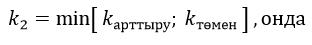 k₂ = min[ k_арттыру; k_төмен ] ,онда